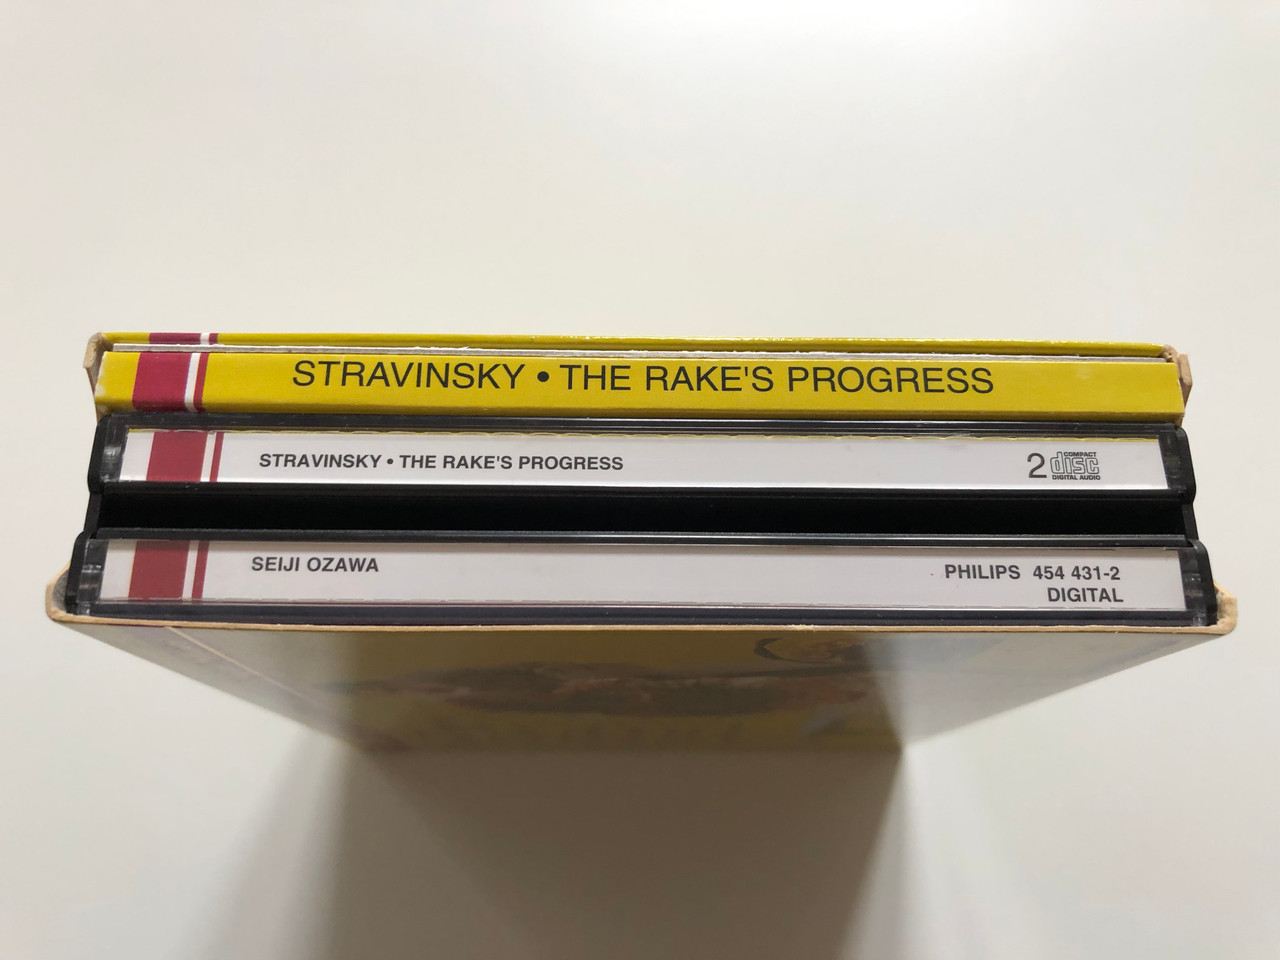 STRAVINSKY • THE RAKE'S PROGRESS
STRAVINSKY • THE RAKE'S PROGRESS
2 COMPACT disc DIGITAL AUDIO
SEIJI OZAWA
PHILIPS 454 431-2
DIGITAL